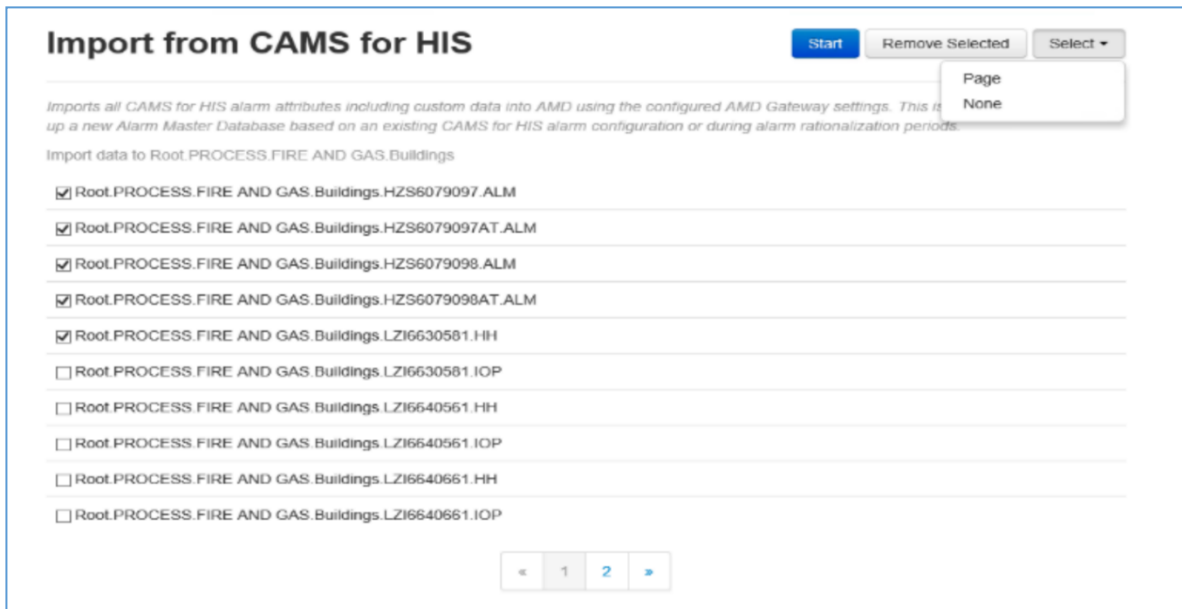 Import from CAMS for HIS
Start
Remove Selected
Select
Page
None
Imports all CAMS for HIS alarm attributes including custom data into AMD using the configured AMD Gateway settings. This is
up a new Alarm Master Database based on an existing CAMS for HIS alarm configuration or during alarm rationalization periods.
Import data to Root.PROCESS.FIRE AND GAS.Buildings
Root.PROCESS.FIRE AND GAS.Buildings.HZS6079097.ALM
Root.PROCESS.FIRE AND GAS.Buildings.HZS6079097AT.ALM
Root.PROCESS.FIRE AND GAS.Buildings.HZS6079098.ALM
Root.PROCESS.FIRE AND GAS.Buildings.HZS6079098AT.ALM
Root.PROCESS.FIRE AND GAS.Buildings.LZI6630581.HH
Root.PROCESS.FIRE AND GAS.Buildings.LZI6630581.IOP
Root.PROCESS.FIRE AND GAS.Buildings.LZI6640561.HH
Root.PROCESS.FIRE AND GAS.Buildings.LZI6640561.IOP
Root.PROCESS.FIRE AND GAS.Buildings.LZI6640661.HH
Root.PROCESS.FIRE AND GAS.Buildings.LZI6640661.IOP
« 1 2 »